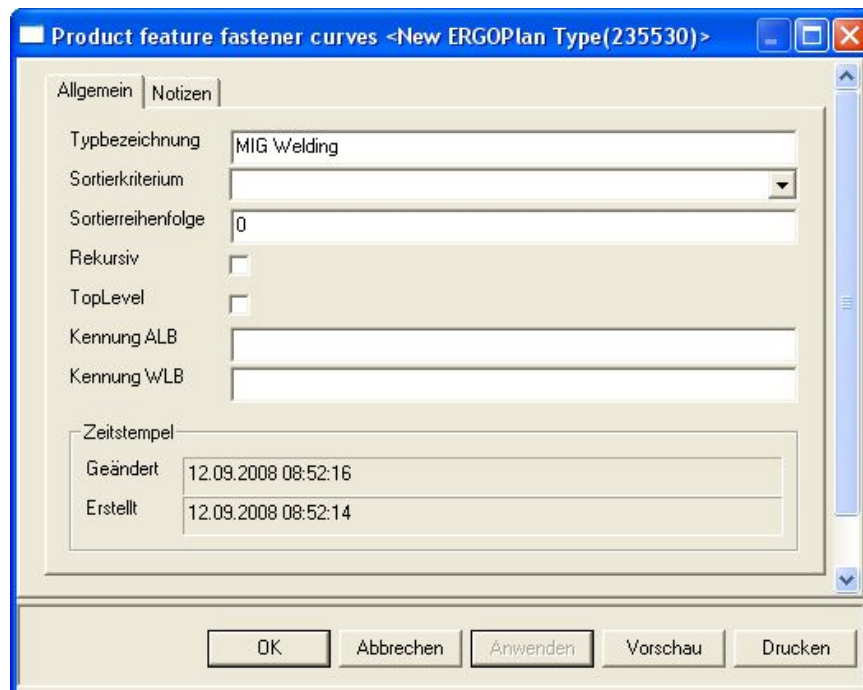 Product feature fastener curves <New ERGOPlan Type(235530)>
Allgemein Notizen
Typbezeichnung MIG Welding
Sortierkriterium
Sortierreihenfolge 0
Rekursiv
TopLevel
Kennung ALB
Kennung WLB
Zeitstempel
Geändert 12.09.2008 08:52:16
Erstellt 12.09.2008 08:52:14
OK Abbrechen Anwenden Vorschau Drucken